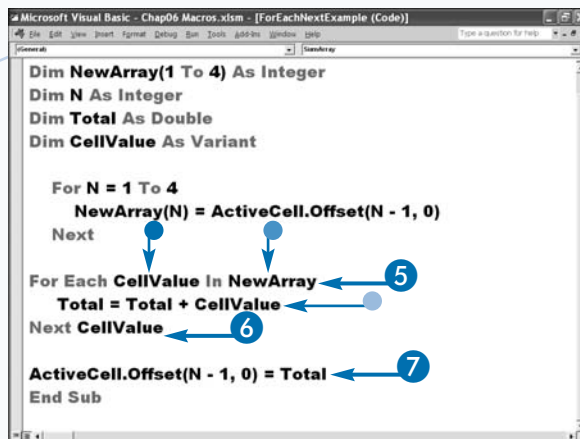 Microsoft Visual Basic - Chap06 Macros.xlsm - [ForEachNextExample (Code)]
File Edit View Insert Format Debug Run Tools Add-Ins Window Help Type a question for help
(General) SumArray
Dim NewArray(1 To 4) As Integer
Dim N As Integer
Dim Total As Double
Dim CellValue As Variant
For N = 1 To 4
NewArray(N) = ActiveCell.Offset(N - 1, 0)
Next
For Each CellValue In NewArray 5
Total = Total + CellValue
Next CellValue 6
ActiveCell.Offset(N - 1, 0) = Total 7
End Sub